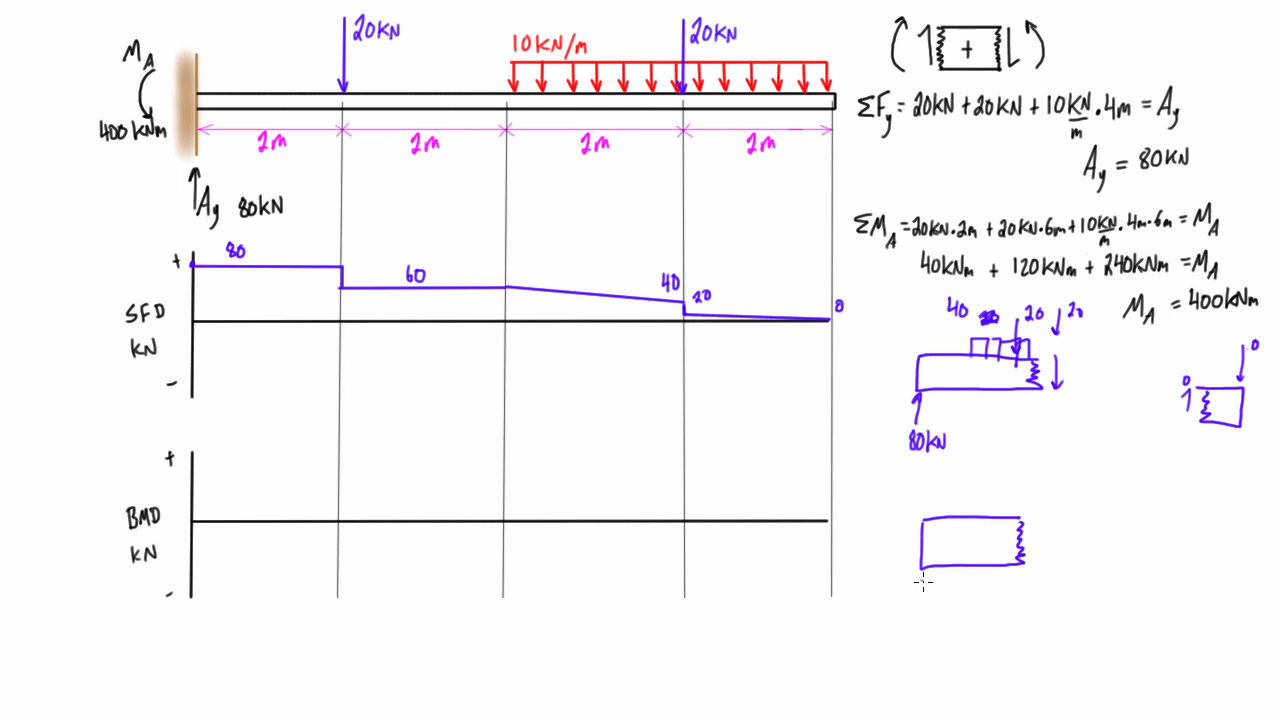 20KN
20KN
10KN/m
M_A
400 KNm
2m 2m 2m 2m
A_y 80KN
+
ΣF_y = 20KN + 20KN + 10KN/m · 4m = A_y
A_y = 80KN
ΣM_A = 20KN·2m + 20KN·6m + 10KN/m · 4m·6m = M_A
40KNm + 120KNm + 240KNm = M_A
M_A = 400KNm
+
80
60
40
20
0
SFD
KN
-
40 20 20
80KN
0
0
+
BMD
KN
-